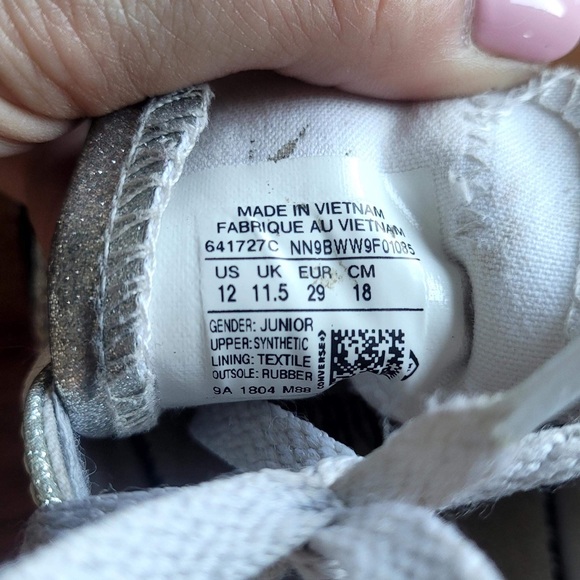 MADE IN VIETNAM
FABRIQUE AU VIETNAM
641727C NN9BWW9F01085
US UK EUR CM
12 11.5 29 18
GENDER: JUNIOR
UPPER: SYNTHETIC
LINING: TEXTILE
OUTSOLE: RUBBER
9A 1804 M88
CONVERSE